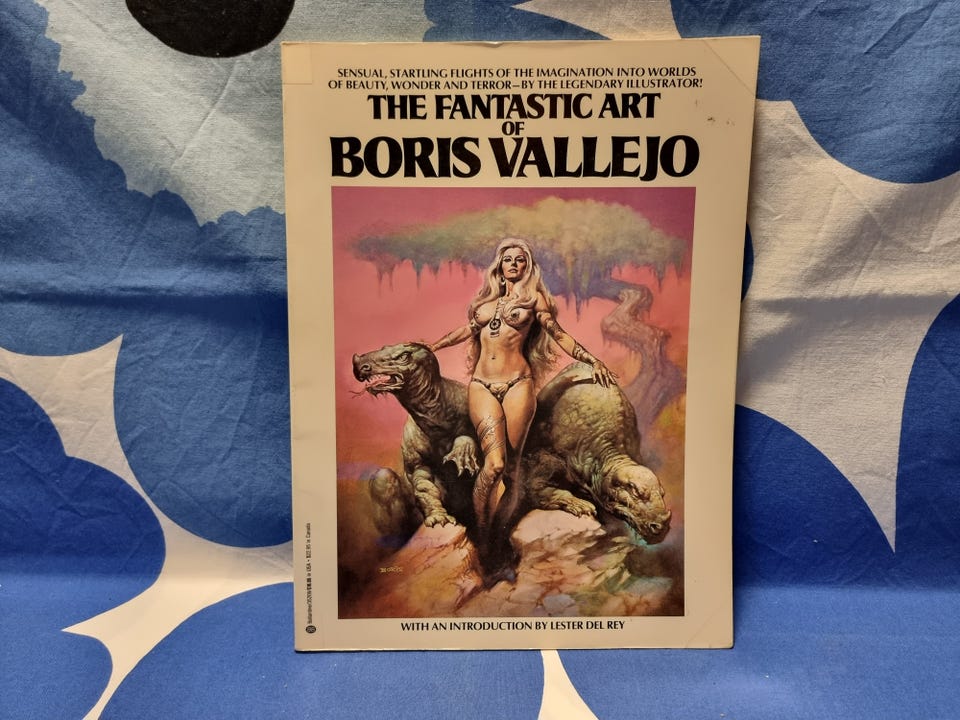 SENSUAL, STARTLING FLIGHTS OF THE IMAGINATION INTO WORLDS
OF BEAUTY, WONDER AND TERROR—BY THE LEGENDARY ILLUSTRATOR!
THE FANTASTIC ART
OF
BORIS VALLEJO
BORIS
WITH AN INTRODUCTION BY LESTER DEL REY